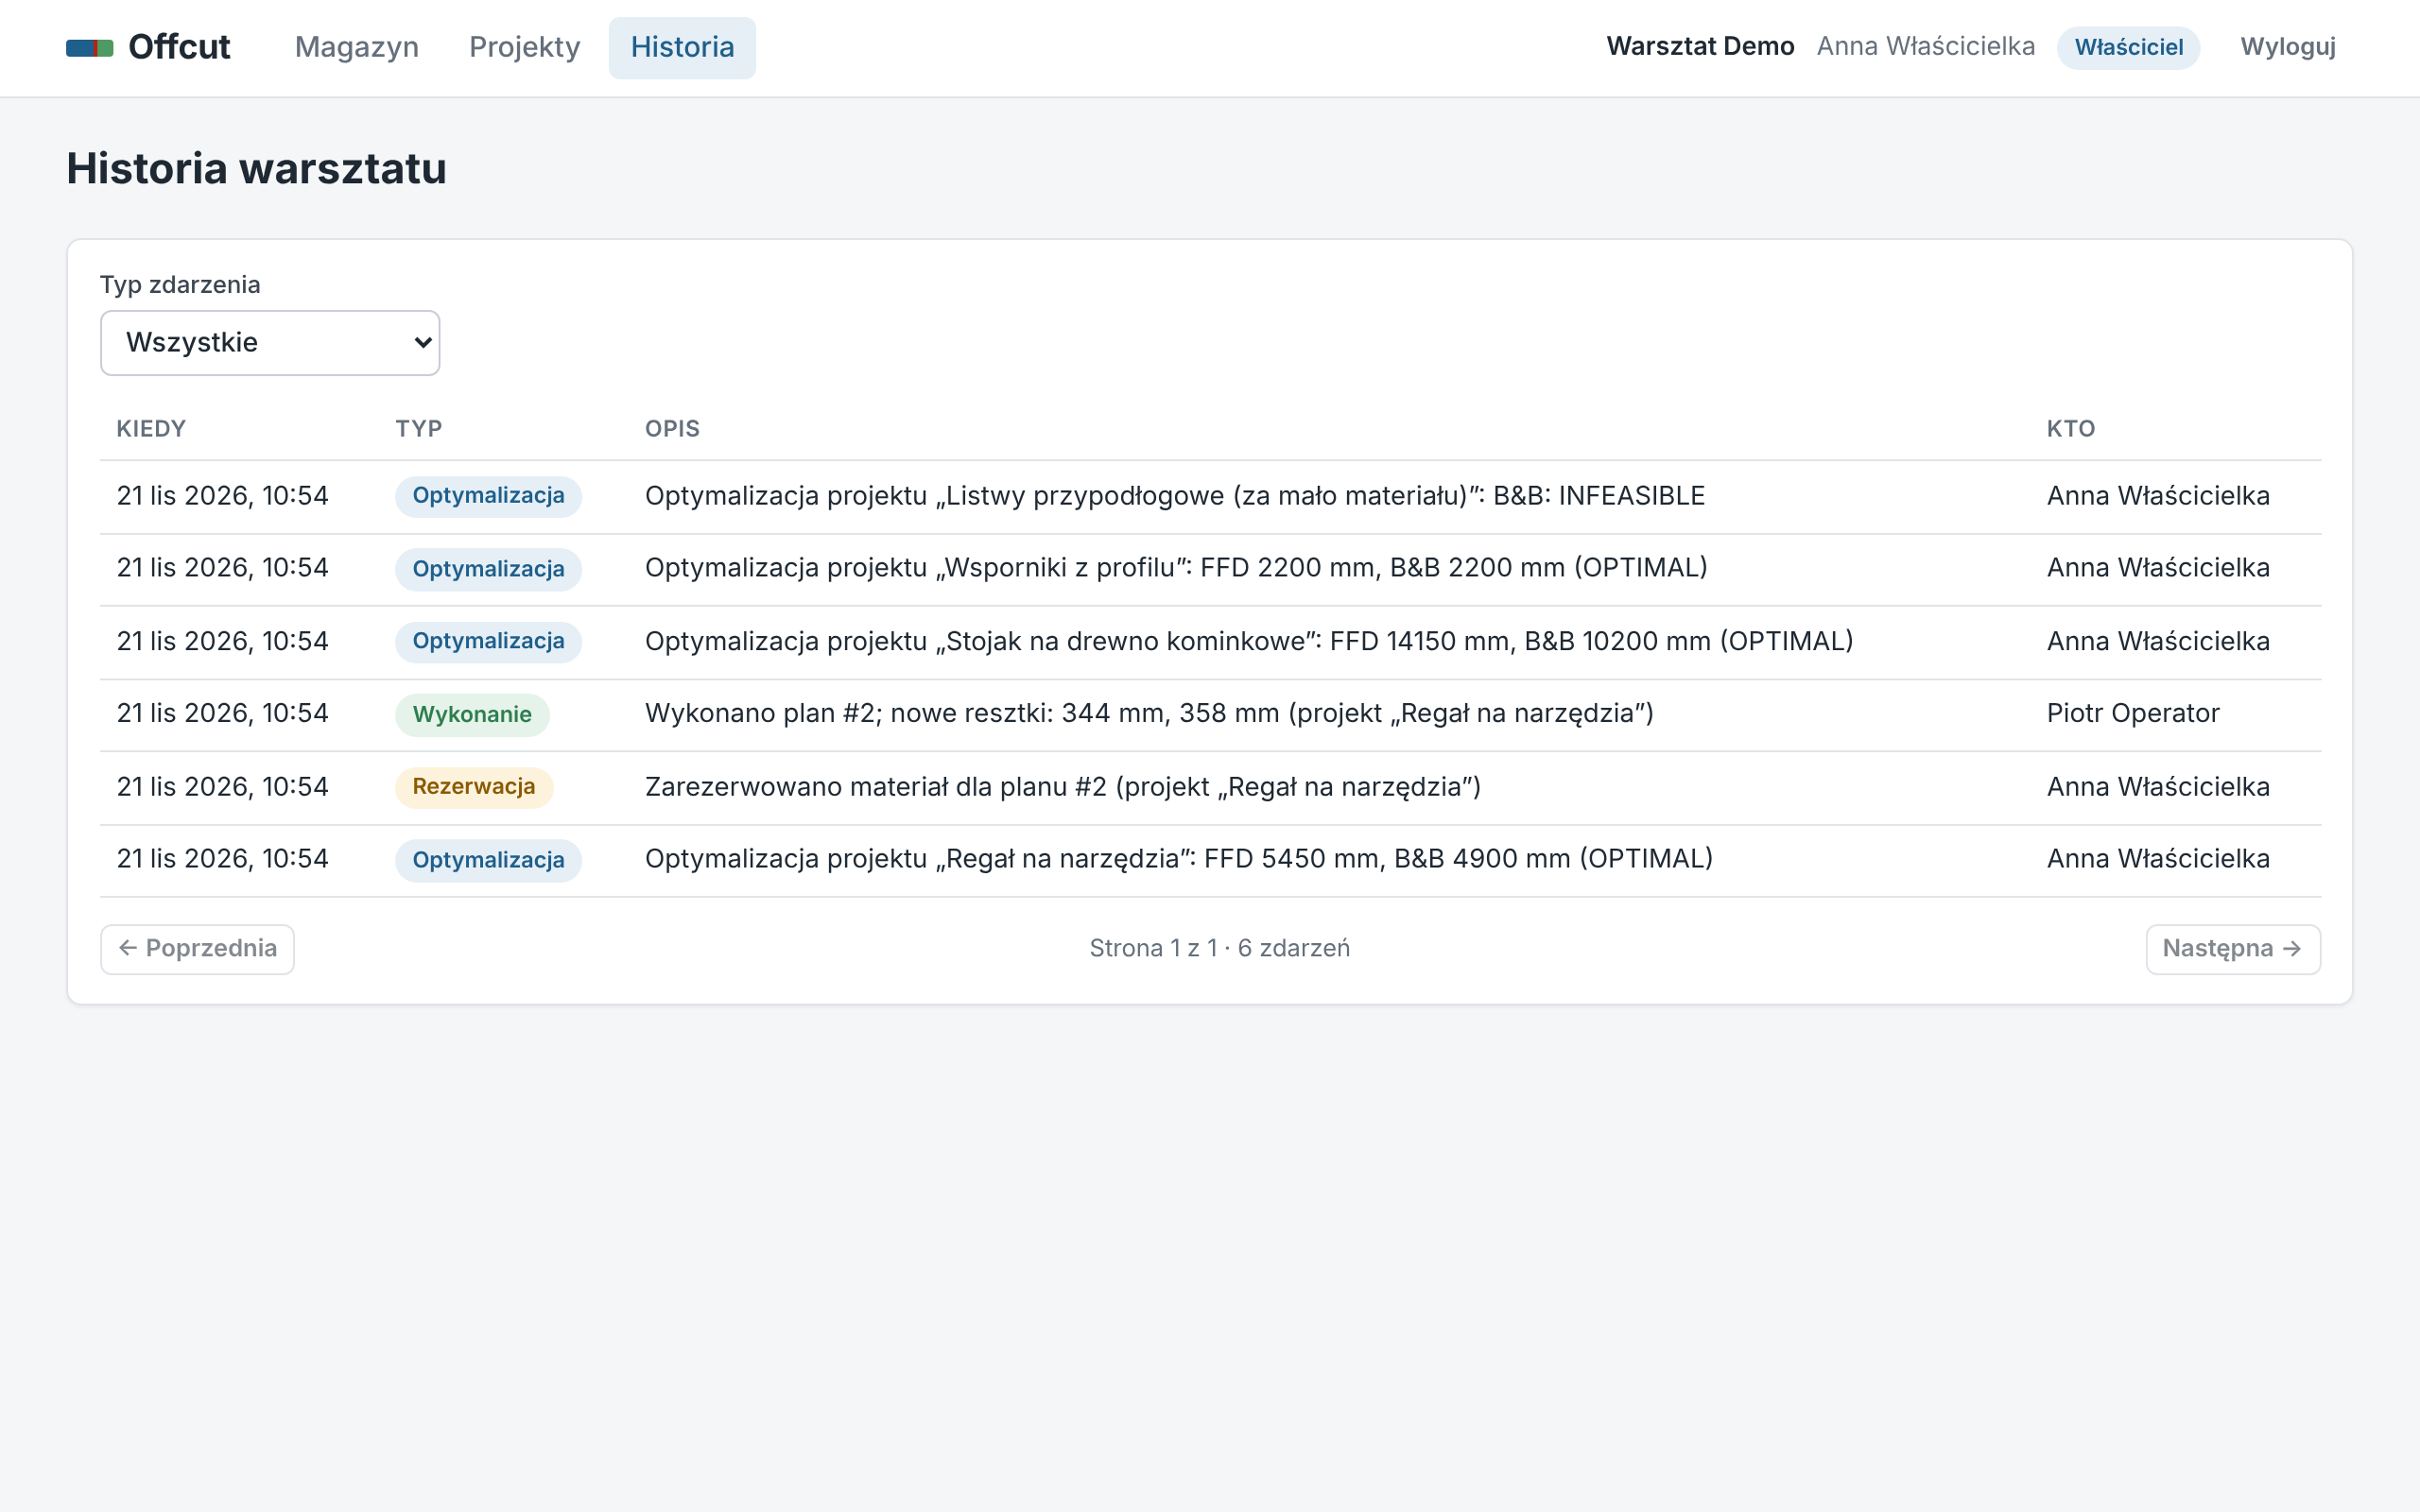 Offcut Magazyn Projekty Historia Warsztat Demo Anna Właścicielka Właściciel Wyloguj
Historia warsztatu
Typ zdarzenia
Wszystkie
KIEDY TYP OPIS KTO
21 lis 2026, 10:54 Optymalizacja Optymalizacja projektu „Listwy przypodłogowe (za mało materiału)”: B&B: INFEASIBLE Anna Właścicielka
21 lis 2026, 10:54 Optymalizacja Optymalizacja projektu „Wsporniki z profilu”: FFD 2200 mm, B&B 2200 mm (OPTIMAL) Anna Właścicielka
21 lis 2026, 10:54 Optymalizacja Optymalizacja projektu „Stojak na drewno kominkowe”: FFD 14150 mm, B&B 10200 mm (OPTIMAL) Anna Właścicielka
21 lis 2026, 10:54 Wykonanie Wykonano plan #2; nowe resztki: 344 mm, 358 mm (projekt „Regał na narzędzia”) Piotr Operator
21 lis 2026, 10:54 Rezerwacja Zarezerwowano materiał dla planu #2 (projekt „Regał na narzędzia”) Anna Właścicielka
21 lis 2026, 10:54 Optymalizacja Optymalizacja projektu „Regał na narzędzia”: FFD 5450 mm, B&B 4900 mm (OPTIMAL) Anna Właścicielka
← Poprzednia Strona 1 z 1 · 6 zdarzeń Następna →